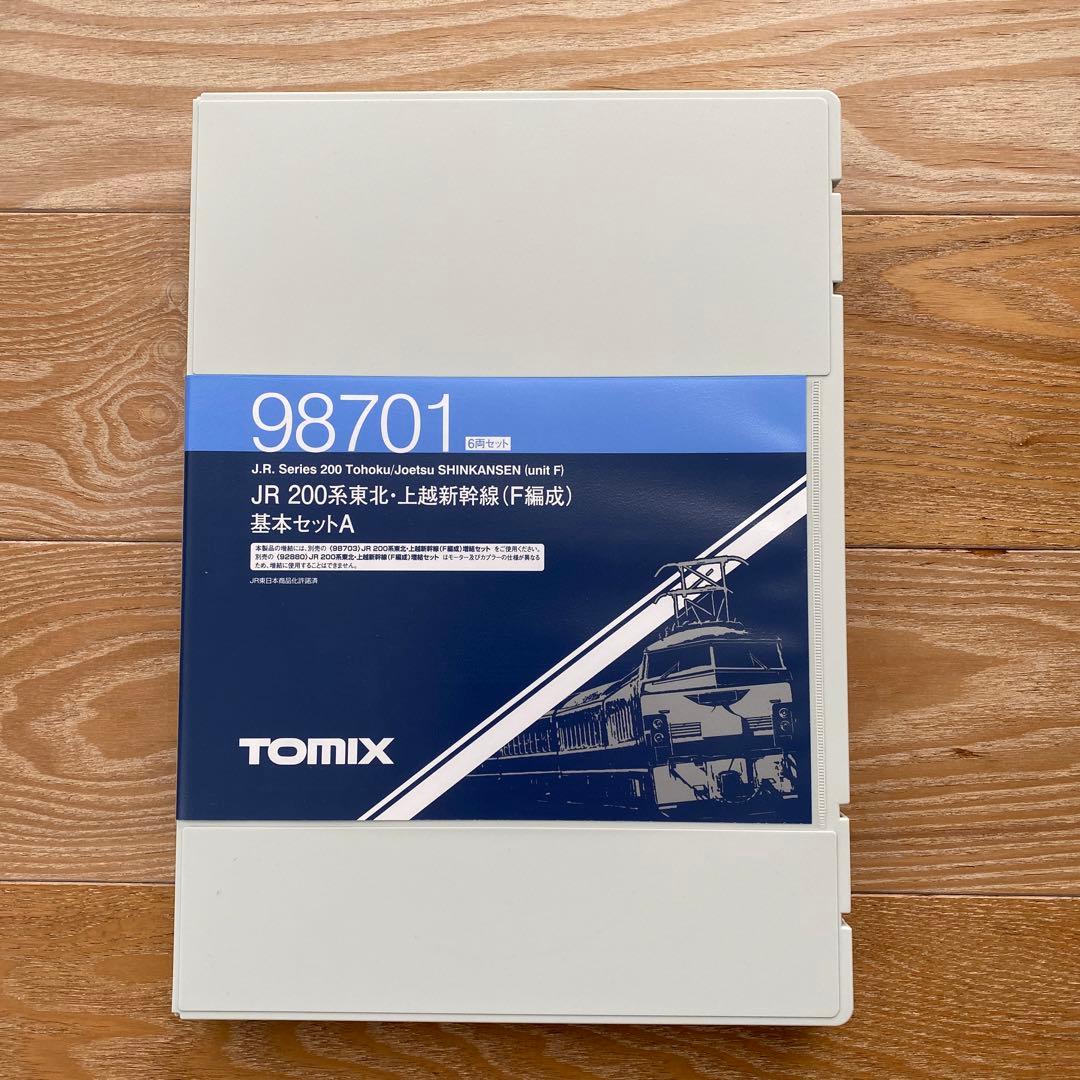 98701 6両セット
J.R. Series 200 Tohoku/Joetsu SHINKANSEN (unit F)
JR 200系東北・上越新幹線(F編成)
基本セットA
本製品の増結には、別売の〈98703〉JR 200系東北・上越新幹線(F編成)増結セット をご使用ください。
別売の〈92880〉JR 200系東北・上越新幹線(F編成)増結セット はモーター及びカプラーの仕様が異なる
ため、増結に使用することはできません。
JR東日本商品化許諾済
TOMIX